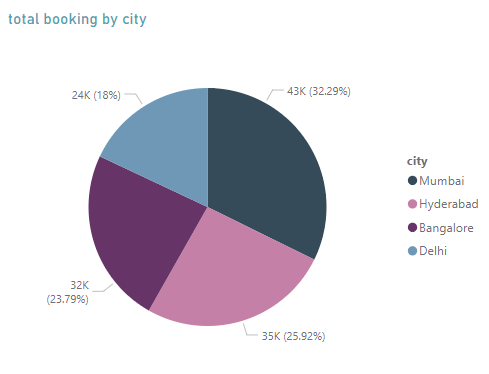 total booking by city
24K (18%)
43K (32.29%)
city
Mumbai
Hyderabad
Bangalore
Delhi
32K
(23.79%)
35K (25.92%)